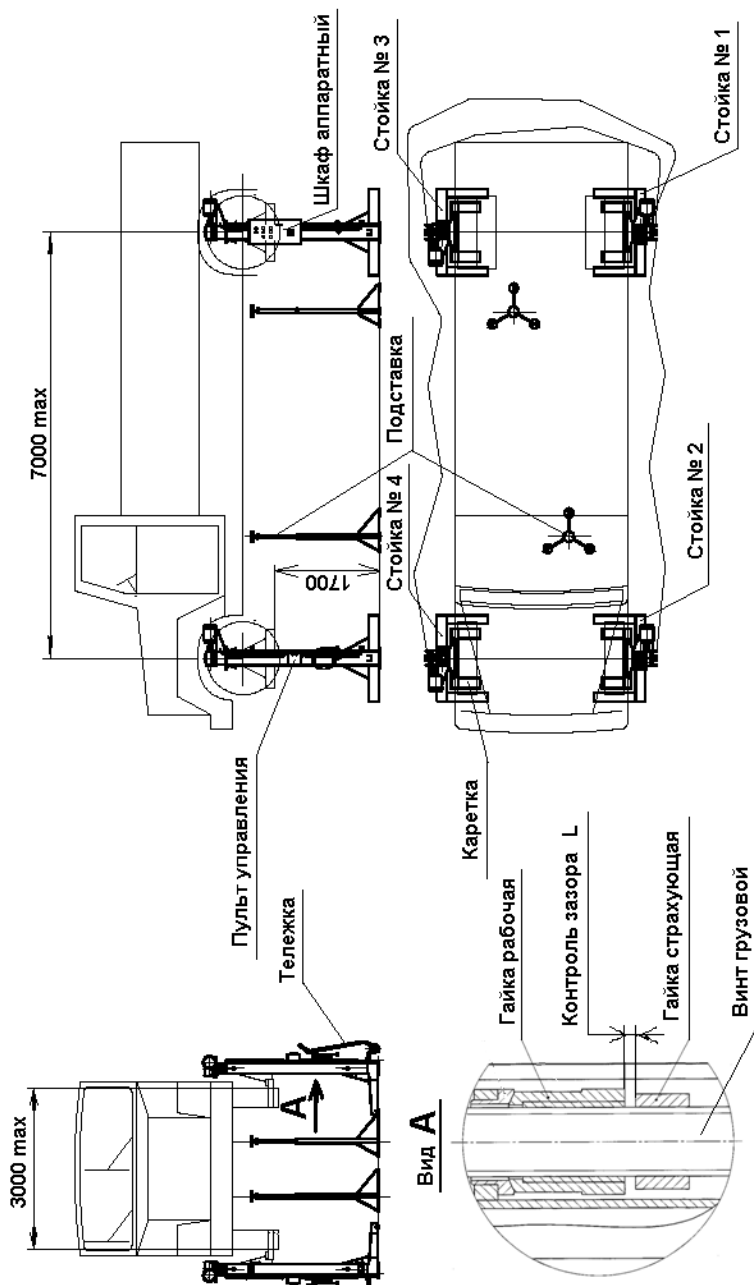 3000 max
7000 max
1700
Тележка
Пульт управления
Шкаф аппаратный
A
Вид A
Гайка рабочая
Контроль зазора L
Гайка страхующая
Винт грузовой
Каретка
Стойка № 4
Подставка
Стойка № 3
Стойка № 2
Стойка № 1